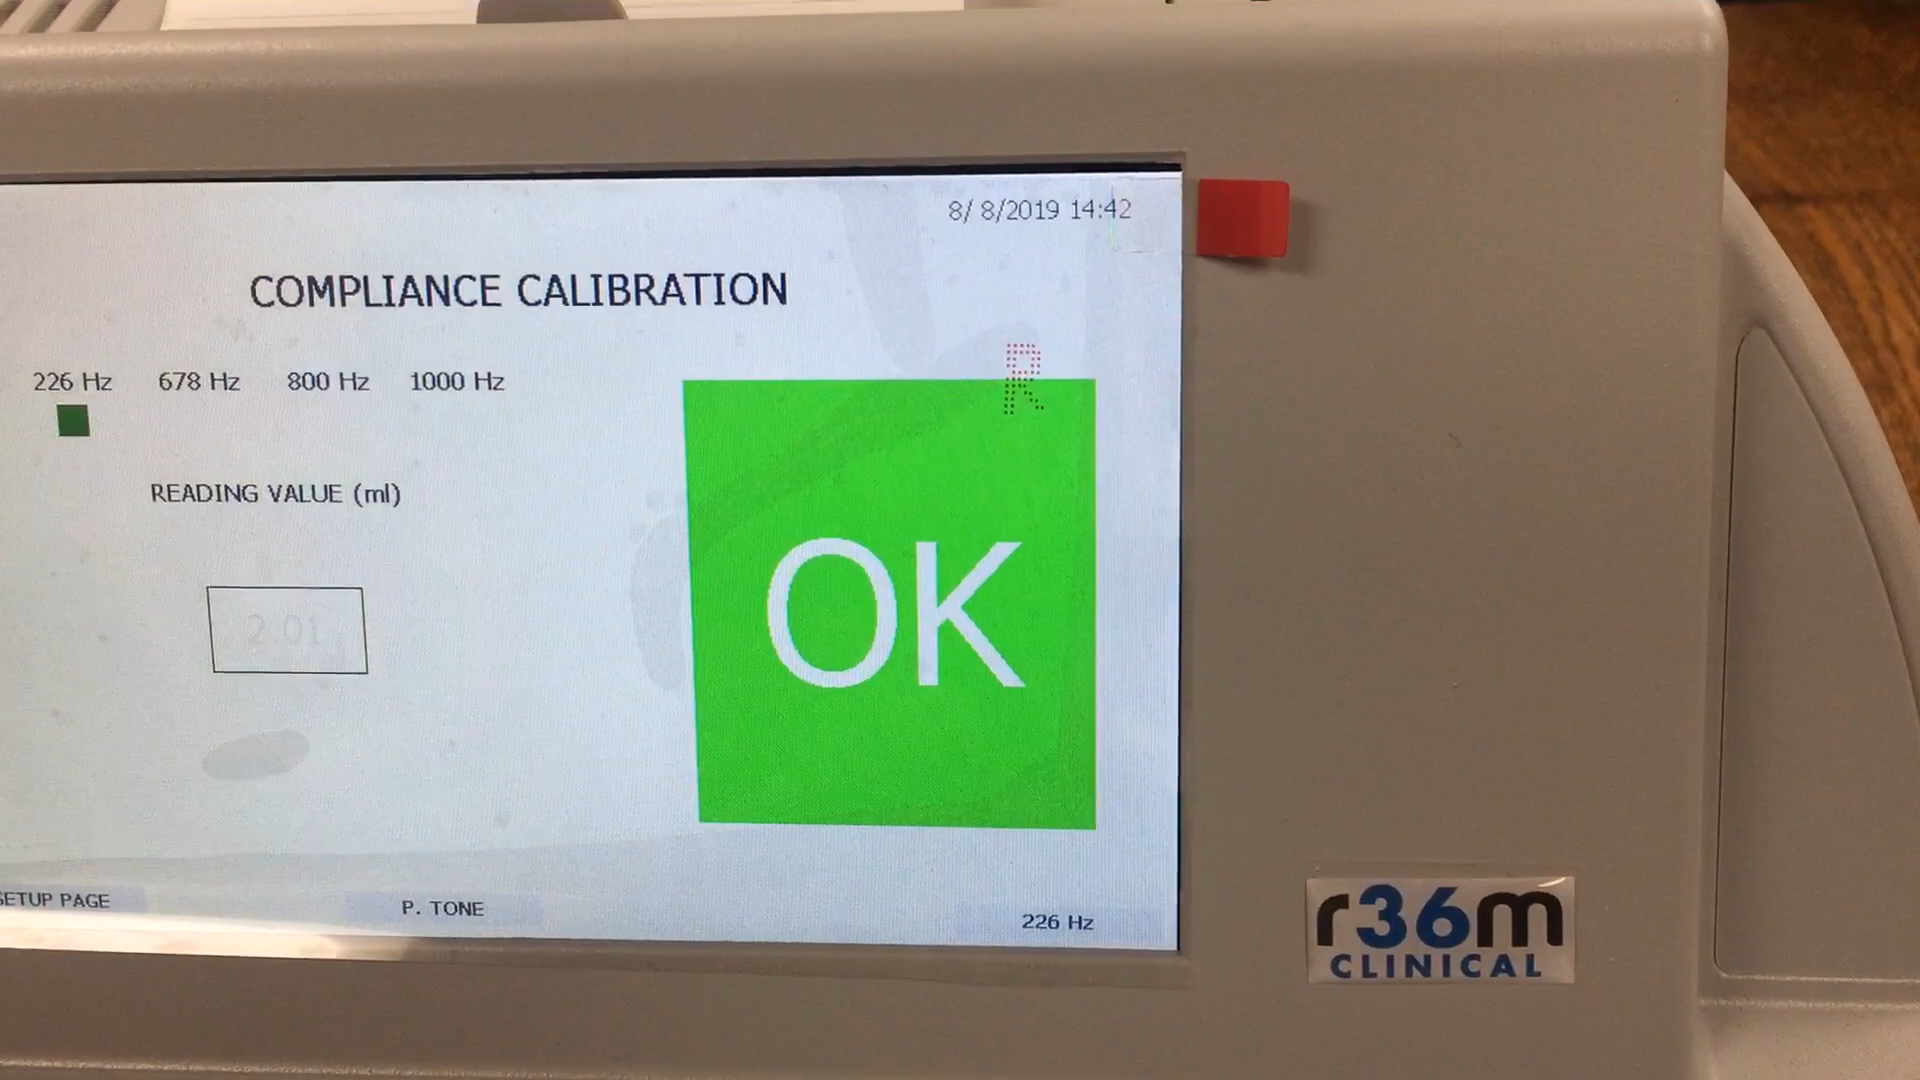 8/ 8/2019 14:42
COMPLIANCE CALIBRATION
226 Hz 678 Hz 800 Hz 1000 Hz
R
READING VALUE (ml)
2.01
OK
SETUP PAGE
P. TONE
226 Hz
r36m
CLINICAL